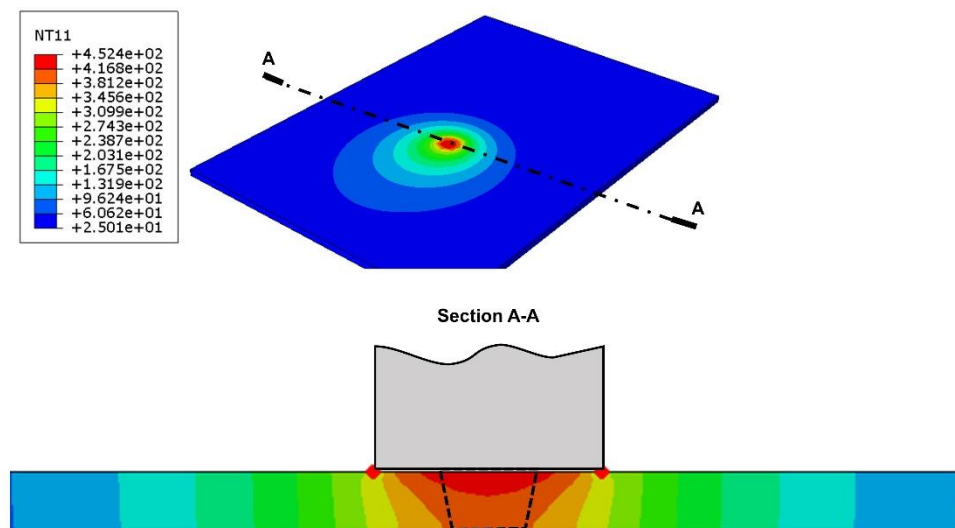 NT11
+4.524e+02
+4.168e+02
+3.812e+02
+3.456e+02
+3.099e+02
+2.743e+02
+2.387e+02
+2.031e+02
+1.675e+02
+1.319e+02
+9.624e+01
+6.062e+01
+2.501e+01
A
A
Section A-A